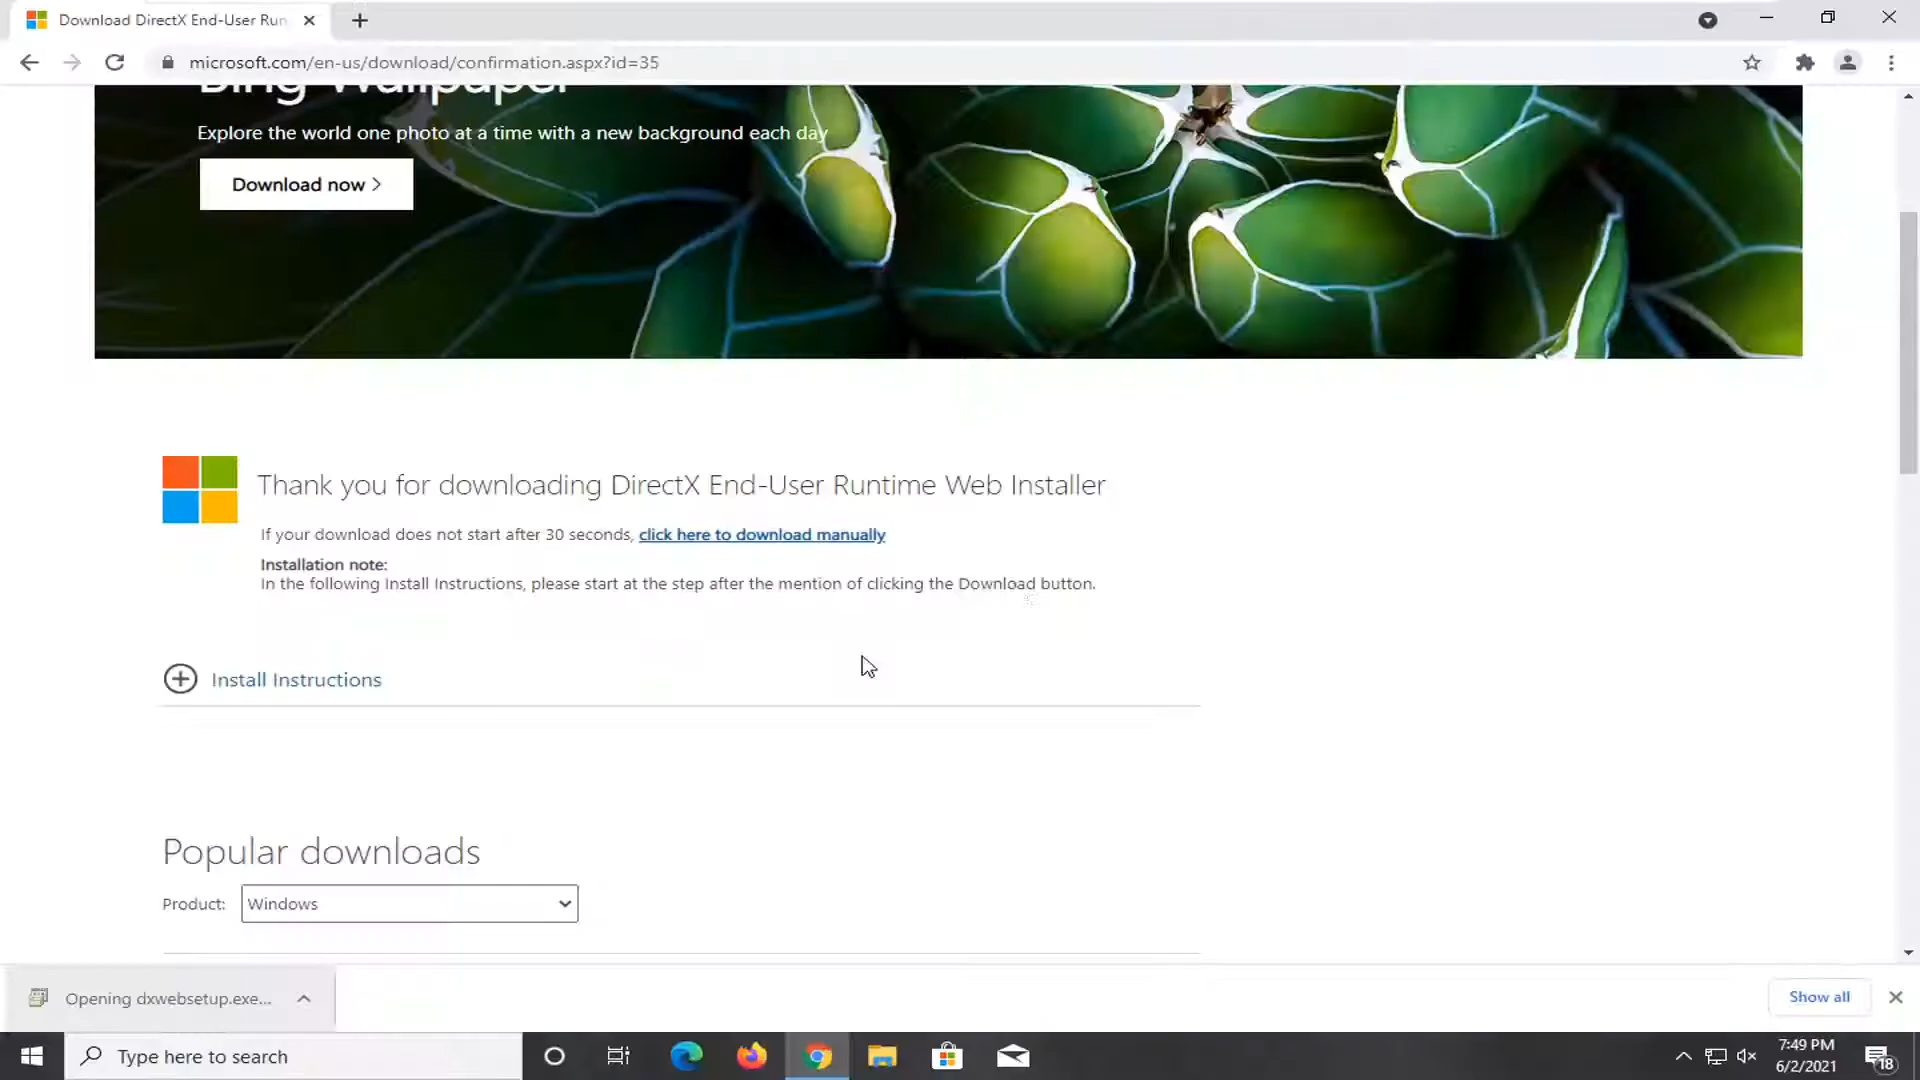 Download DirectX End-User Run
microsoft.com/en-us/download/confirmation.aspx?id=35
Bing Wallpaper
Explore the world one photo at a time with a new background each day
Download now >
Thank you for downloading DirectX End-User Runtime Web Installer
If your download does not start after 30 seconds, click here to download manually
Installation note:
In the following Install Instructions, please start at the step after the mention of clicking the Download button.
Install Instructions
Popular downloads
Product: Windows
Opening dxwebsetup.exe...
Show all
Type here to search
7:49 PM
6/2/2021
18